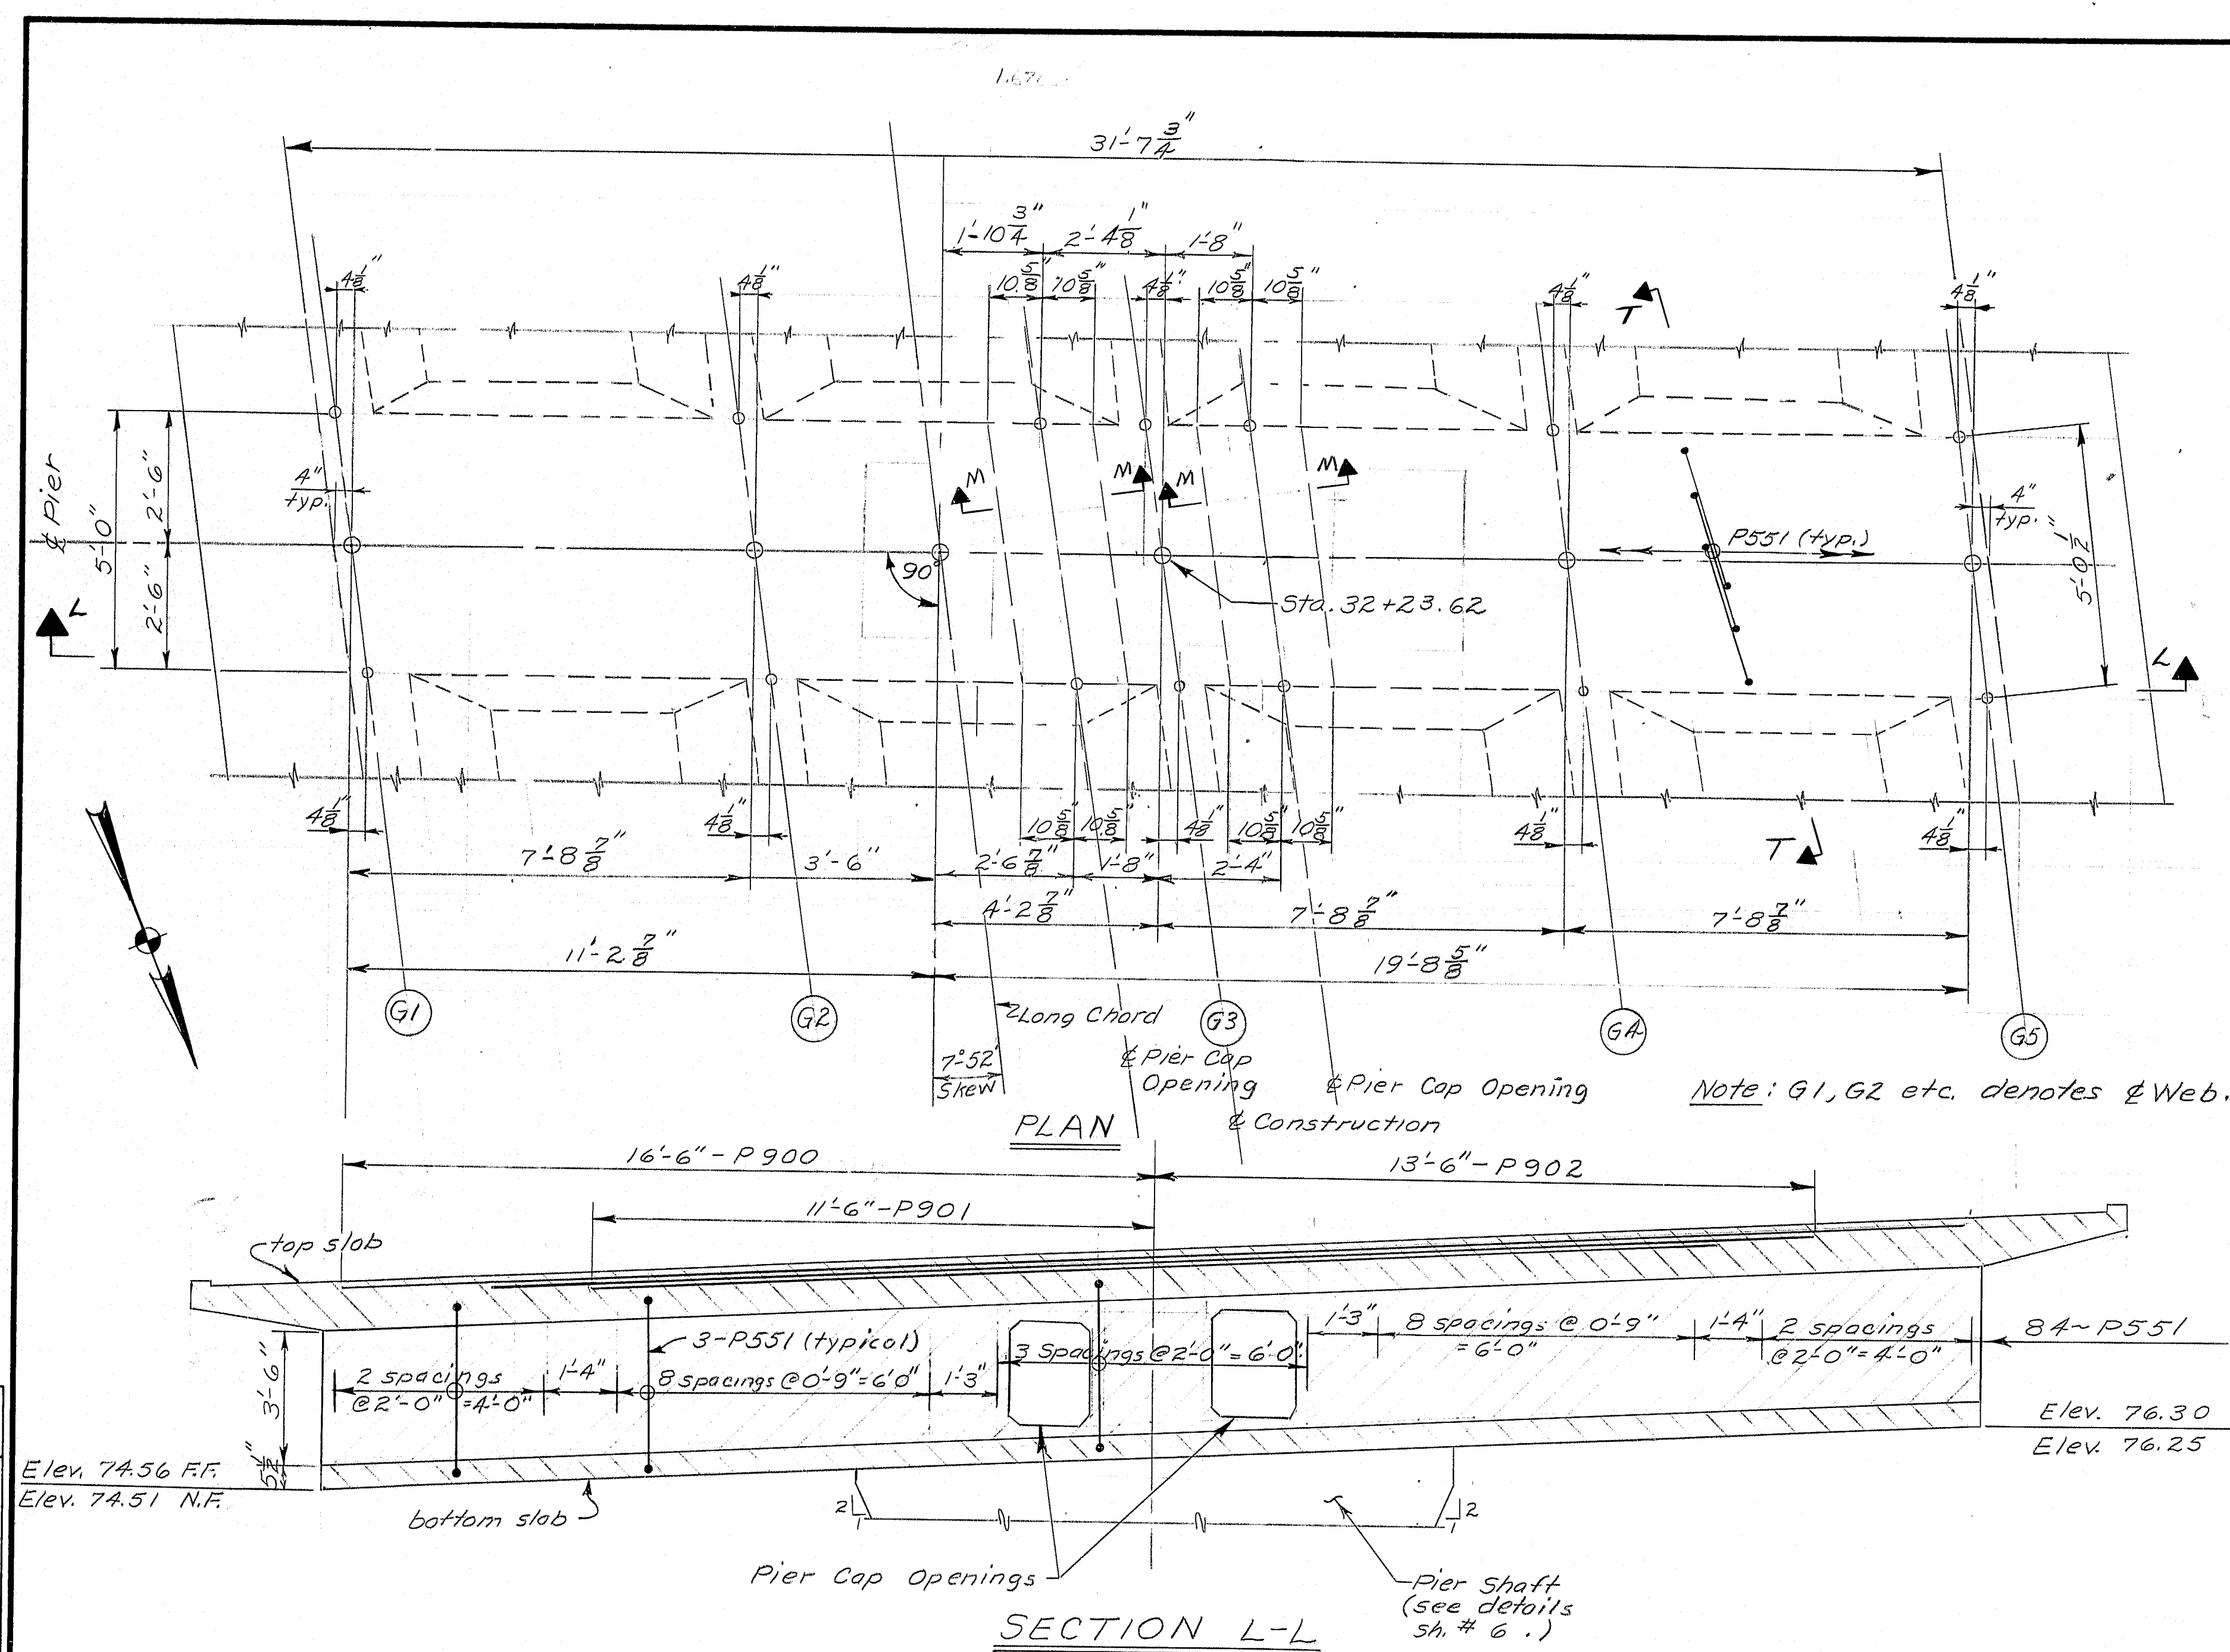 31'-7 3/4"
1'-10 3/4" 2'-4 1/8" 1'-8"
4 1/8" 4 1/8" 10 5/8" 10 5/8" 4 1/8" 10 5/8" 10 5/8" 4 1/8" 4 1/8"
T
℄ Pier
5'-0"
2'-6"
2'-6"
4"
typ.
M M M M
4"
typ.
P551 (typ.)
5'-0 1/2"
90°
Sta. 32+23.62
L L
4 1/8" 4 1/8" 10 5/8" 10 5/8" 4 1/8" 10 5/8" 10 5/8" 4 1/8" 4 1/8"
T
7'-8 7/8" 3'-6" 2'-6 7/8" 1'-8" 2'-4"
4'-2 7/8" 7'-8 7/8" 7'-8 7/8"
11'-2 7/8" 19'-8 5/8"
G1 G2 G3 G4 G5
Long Chord
7°-52'
Skew
℄ Pier Cap
Opening
℄ Pier Cap Opening
℄ Construction
Note: G1, G2 etc. denotes ℄ Web.
PLAN
16'-6"-P900 13'-6"-P902
11'-6"-P901
top slab
3-P551 (typical)
2 spacings
@2'-0"=4'-0"
1'-4"
8 spacings @0'-9"=6'0"
1'-3"
3 Spacings @2'-0"=6'-0"
1'-3"
8 spacings @ 0'-9"
=6'-0"
1'-4"
2 spacings
@2'-0"=4'-0"
84~P551
3'-6"
5 1/2"
Elev. 74.56 F.F.
Elev. 74.51 N.F.
Elev. 76.30
Elev. 76.25
bottom slab
2
1
2
1
Pier Cap Openings
Pier Shaft
(see details
sh. # 6 .)
SECTION L-L